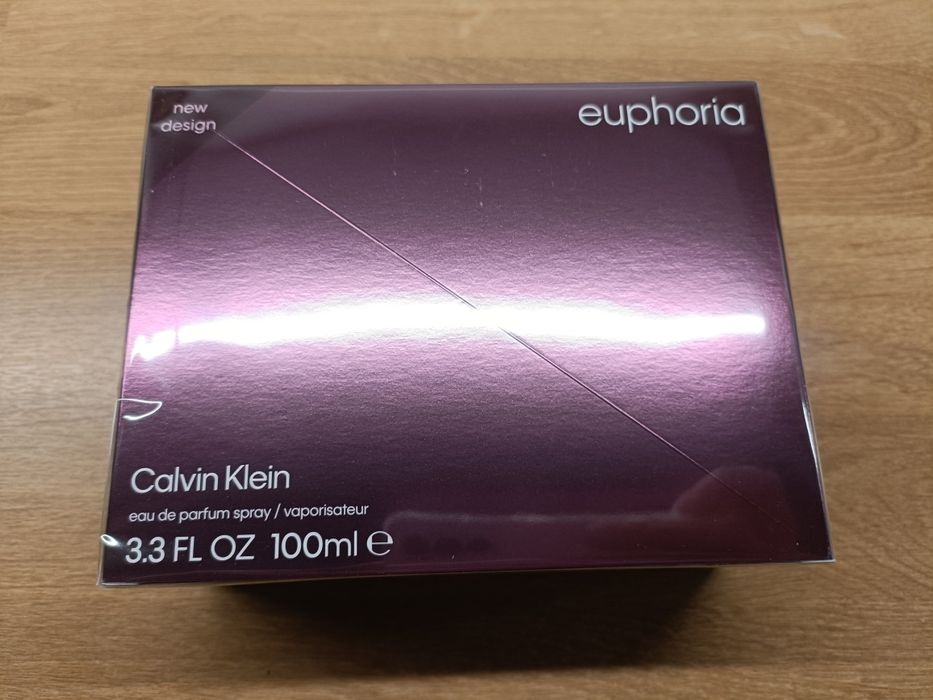 new
design
euphoria
Calvin Klein
eau de parfum spray / vaporisateur
3.3 FL OZ 100ml ℮